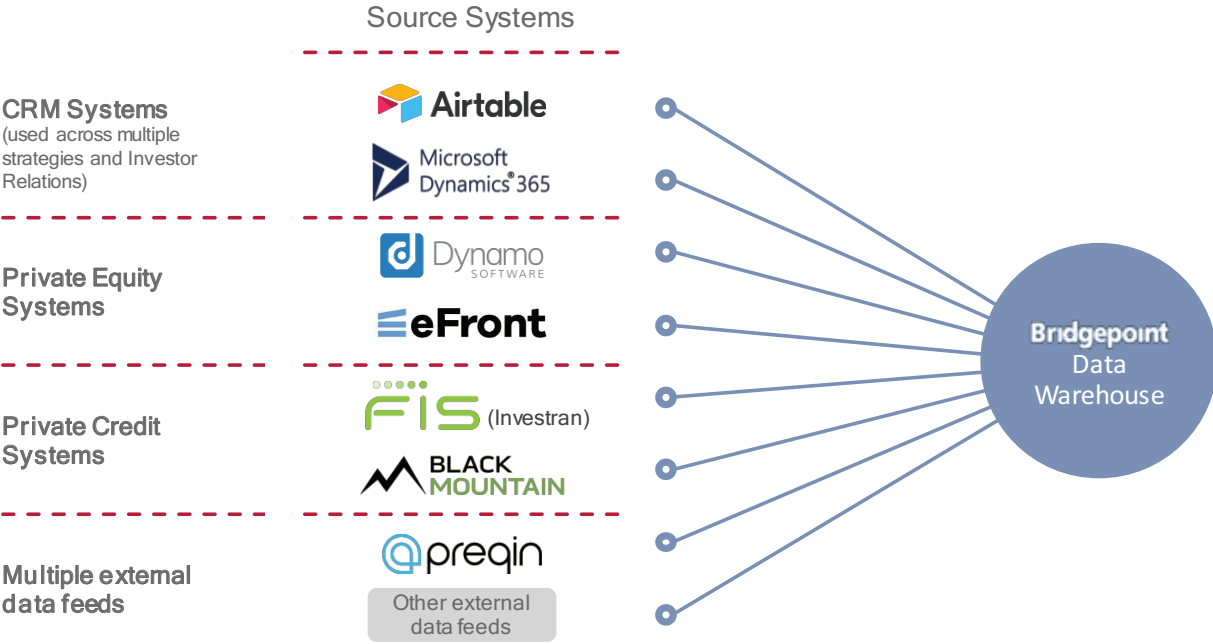 Source Systems
CRM Systems
(used across multiple
strategies and Investor
Relations)
Airtable
Microsoft
Dynamics® 365
Private Equity
Systems
Dynamo
SOFTWARE
eFront
Private Credit
Systems
FIS (Investran)
BLACK
MOUNTAIN
Multiple external
data feeds
preqin
Other external
data feeds
Bridgepoint
Data
Warehouse